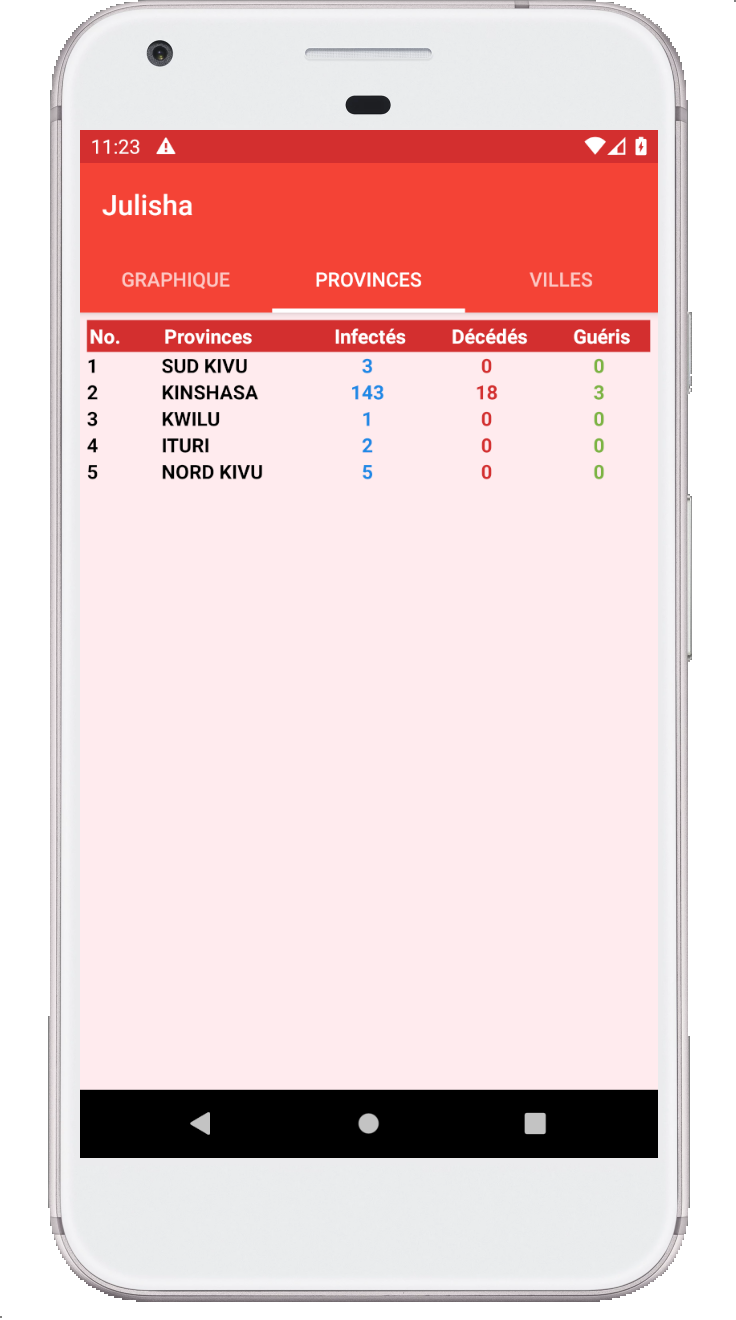 11:23
Julisha
GRAPHIQUE PROVINCES VILLES
No. Provinces Infectés Décédés Guéris
1 SUD KIVU 3 0 0
2 KINSHASA 143 18 3
3 KWILU 1 0 0
4 ITURI 2 0 0
5 NORD KIVU 5 0 0